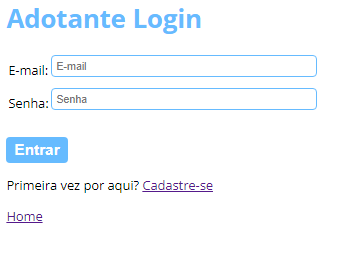 Adotante Login
E-mail: E-mail
Senha: Senha
Entrar
Primeira vez por aqui? Cadastre-se
Home